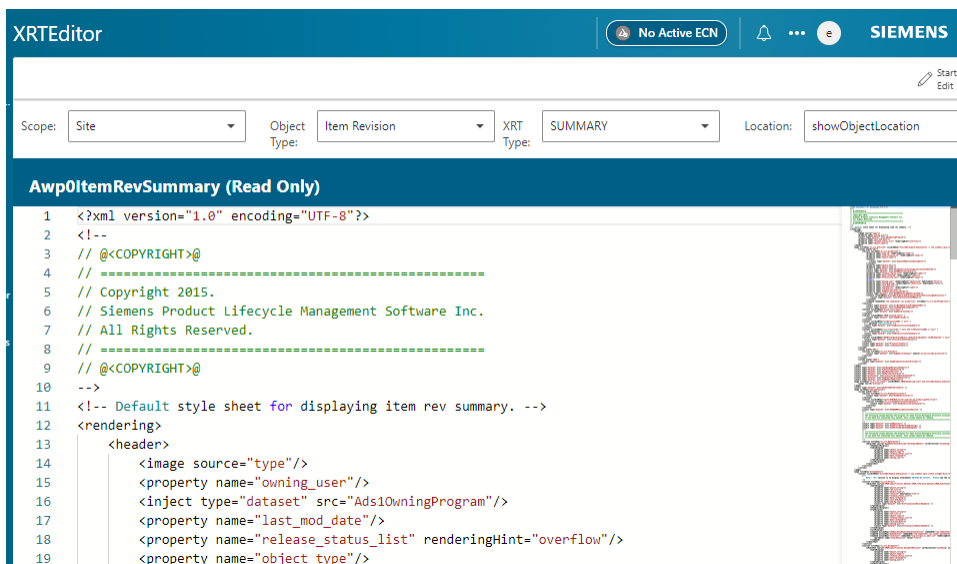 XRTEditor
No Active ECN
e
SIEMENS
Start
Edit
Scope:
Site
Object
Type:
Item Revision
XRT
Type:
SUMMARY
Location:
showObjectLocation
Awp0ItemRevSummary (Read Only)
1 <?xml version="1.0" encoding="UTF-8"?>
2 <!--
3 // @<COPYRIGHT>@
4 // ==================================================
5 // Copyright 2015.
6 // Siemens Product Lifecycle Management Software Inc.
7 // All Rights Reserved.
8 // ==================================================
9 // @<COPYRIGHT>@
10 -->
11 <!-- Default style sheet for displaying item rev summary. -->
12 <rendering>
13 <header>
14 <image source="type"/>
15 <property name="owning_user"/>
16 <inject type="dataset" src="Ads1OwningProgram"/>
17 <property name="last_mod_date"/>
18 <property name="release_status_list" renderingHint="overflow"/>
19 <property name="object_type"/>